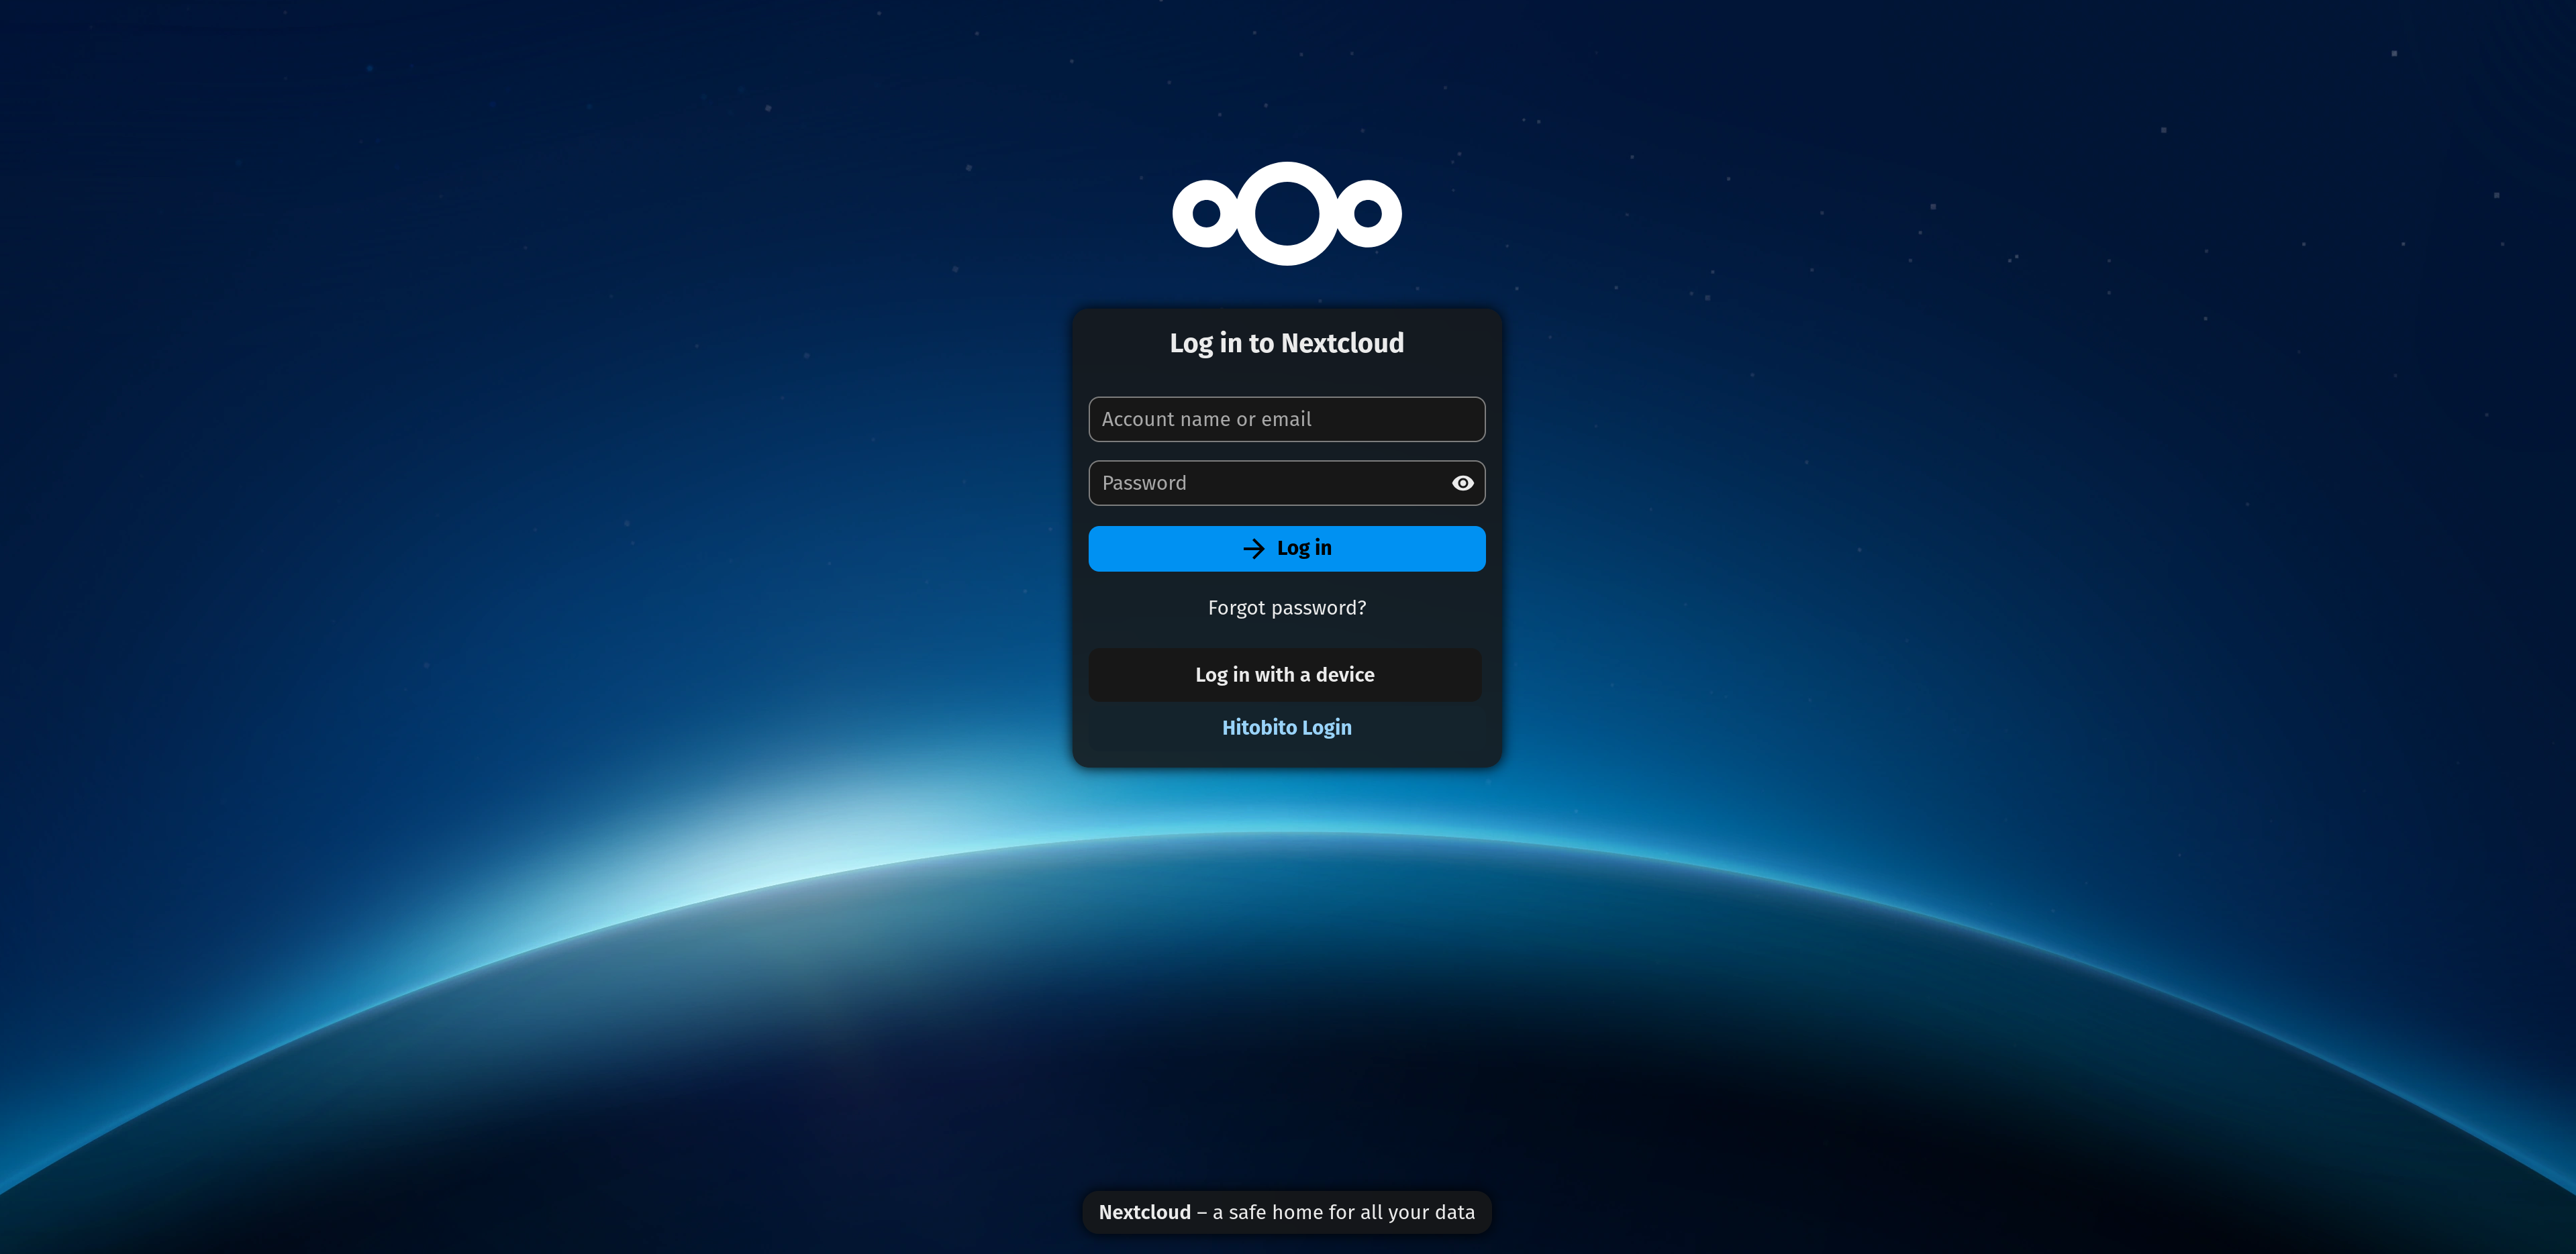 Log in to Nextcloud
Account name or email
Password
Log in
Forgot password?
Log in with a device
Hitobito Login
Nextcloud – a safe home for all your data